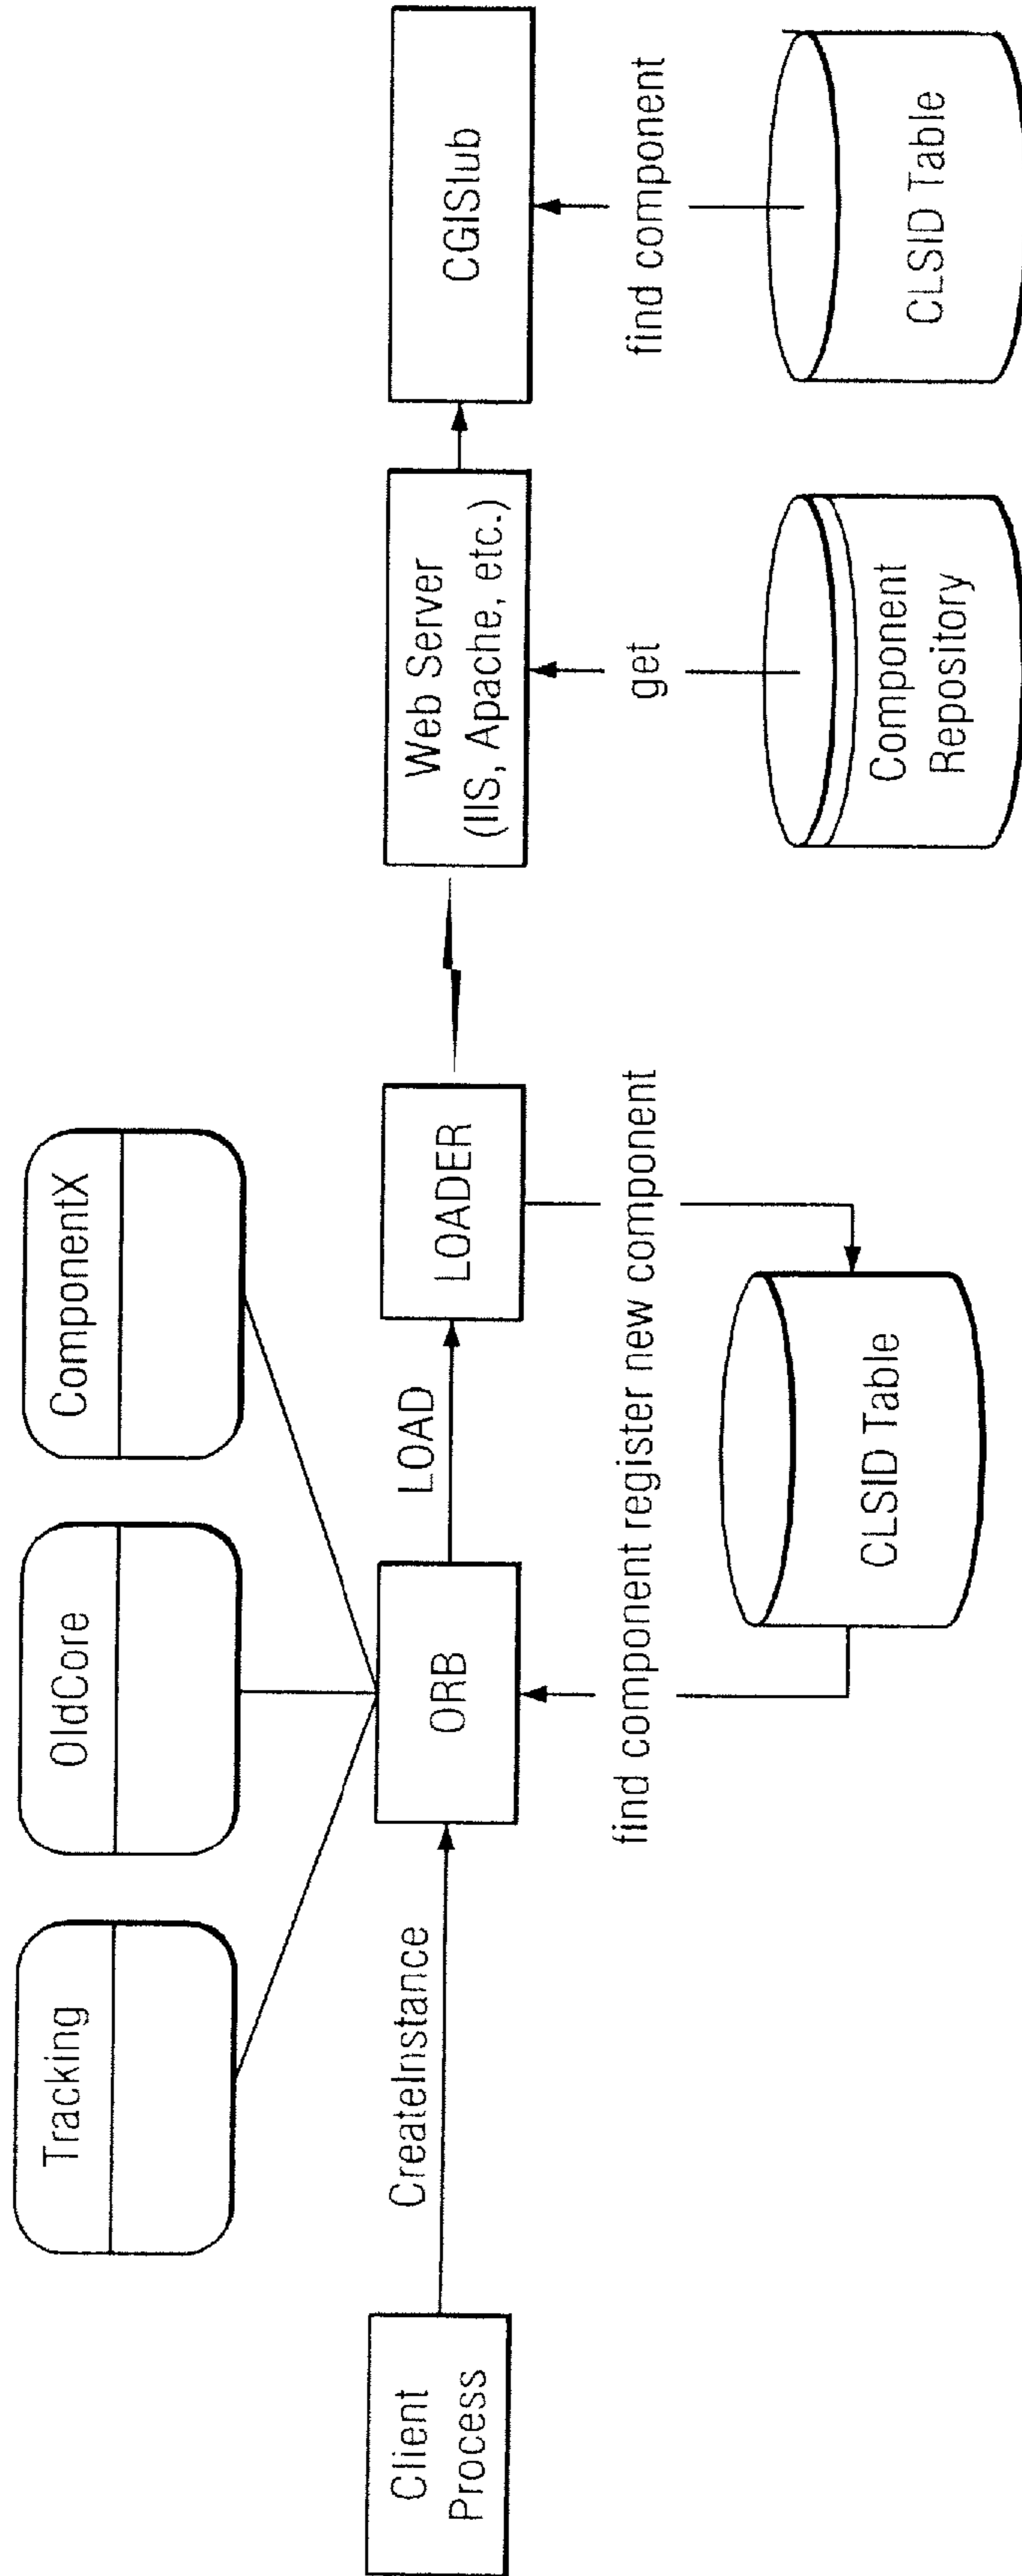 Tracking
OldCore
ComponentX
Client
Process
CreateInstance
ORB
LOAD
LOADER
Web Server
(IIS, Apache, etc.)
CGIStub
find component register new component
get
find component
CLSID Table
Component
Repository
CLSID Table